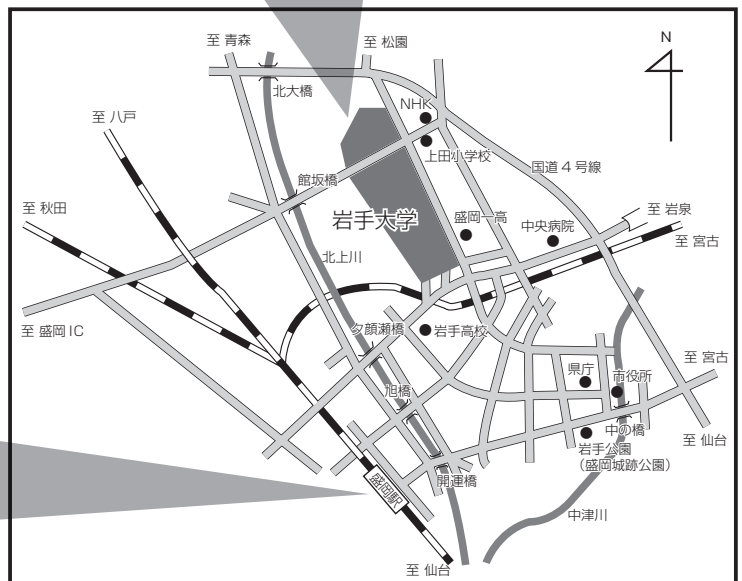 至 青森
至 松園
N
北大橋
NHK
至 八戸
上田小学校
国道 4 号線
館坂橋
至 秋田
岩手大学
盛岡一高
中央病院
至 岩泉
至 宮古
北上川
至 盛岡 IC
夕顔瀬橋
岩手高校
至 宮古
県庁
市役所
旭橋
中の橋
至 仙台
岩手公園
（盛岡城跡公園）
開運橋
盛岡駅
中津川
至 仙台